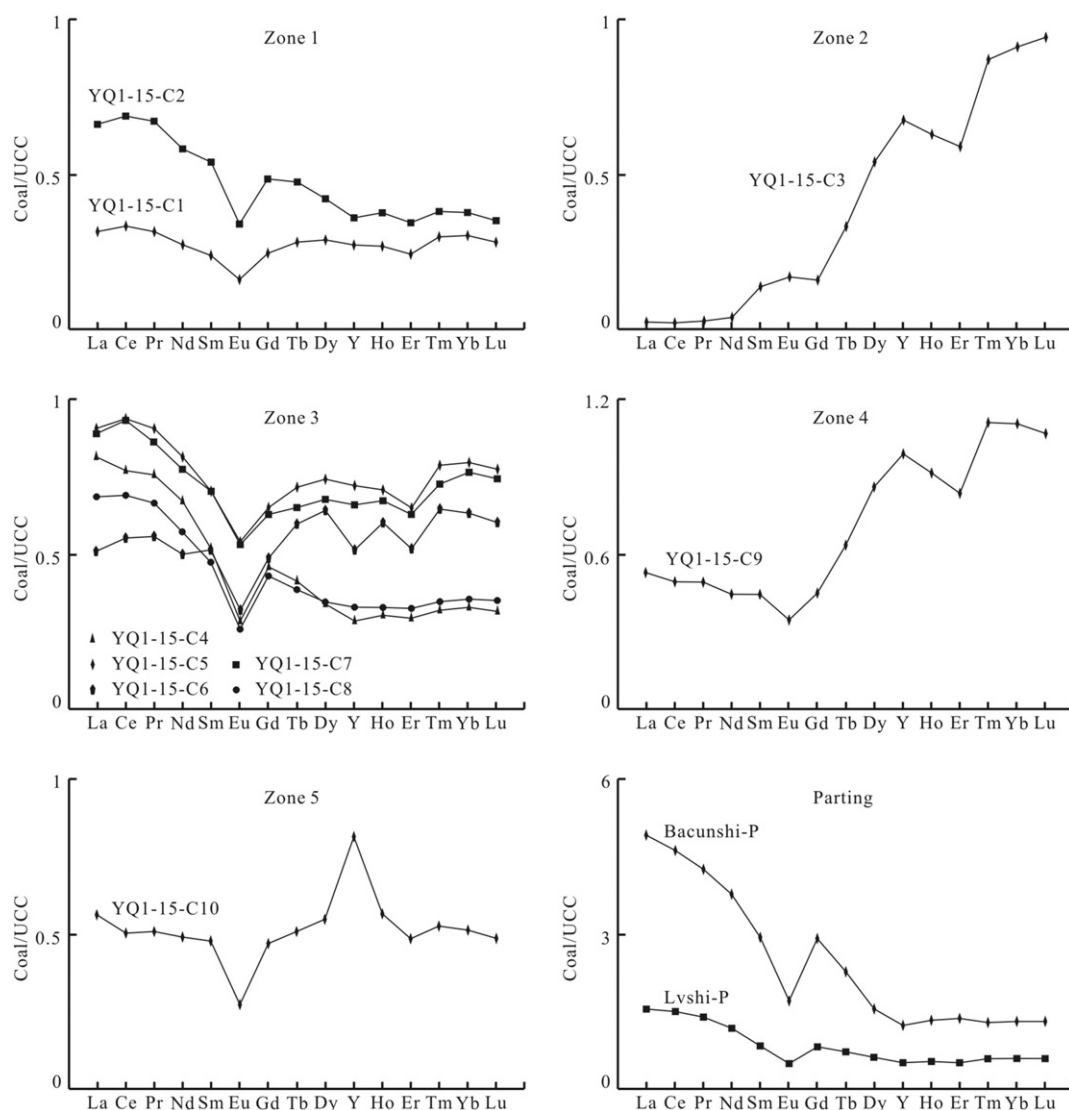 1
Zone 1
YQ1-15-C2
Coal/UCC
0.5
YQ1-15-C1
0
La Ce Pr Nd Sm Eu Gd Tb Dy Y Ho Er Tm Yb Lu
1
Zone 2
Coal/UCC
0.5
YQ1-15-C3
0
La Ce Pr Nd Sm Eu Gd Tb Dy Y Ho Er Tm Yb Lu
1
Zone 3
Coal/UCC
0.5
YQ1-15-C4
YQ1-15-C5 YQ1-15-C7
YQ1-15-C6 YQ1-15-C8
0
La Ce Pr Nd Sm Eu Gd Tb Dy Y Ho Er Tm Yb Lu
1.2
Zone 4
Coal/UCC
0.6
YQ1-15-C9
0
La Ce Pr Nd Sm Eu Gd Tb Dy Y Ho Er Tm Yb Lu
1
Zone 5
Coal/UCC
YQ1-15-C10
0.5
0
La Ce Pr Nd Sm Eu Gd Tb Dy Y Ho Er Tm Yb Lu
6
Parting
Bacunshi-P
Coal/UCC
3
Lvshi-P
0
La Ce Pr Nd Sm Eu Gd Tb Dy Y Ho Er Tm Yb Lu